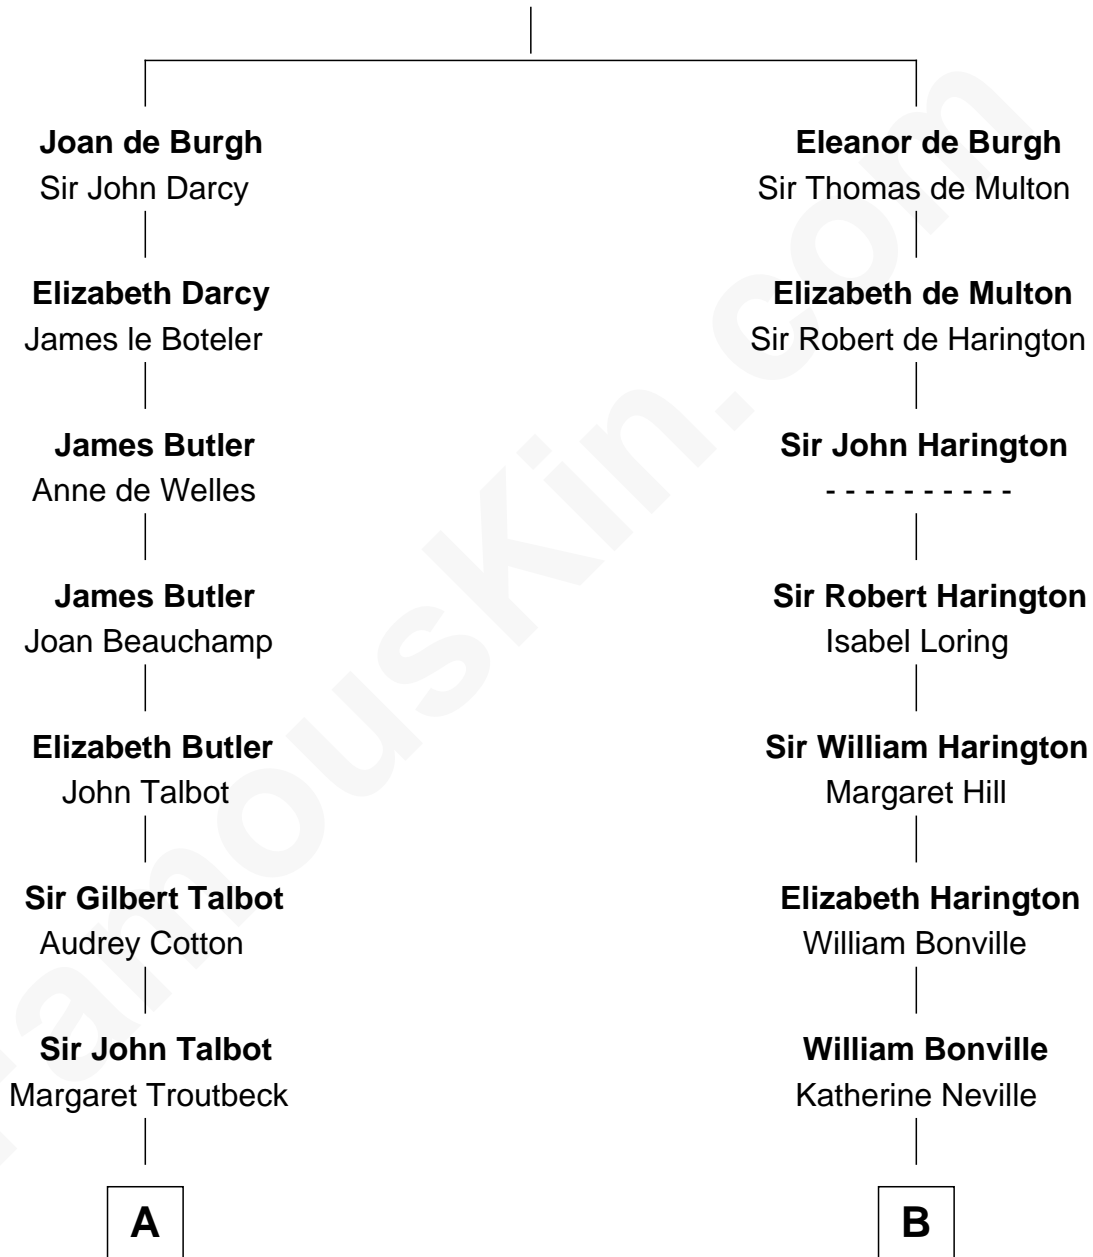 Joan de Burgh
Sir John Darcy
Elizabeth Darcy
James le Boteler
James Butler
Anne de Welles
James Butler
Joan Beauchamp
Elizabeth Butler
John Talbot
Sir Gilbert Talbot
Audrey Cotton
Sir John Talbot
Margaret Troutbeck
A
Eleanor de Burgh
Sir Thomas de Multon
Elizabeth de Multon
Sir Robert de Harington
Sir John Harington
- - - - - - - - - -
Sir Robert Harington
Isabel Loring
Sir William Harington
Margaret Hill
Elizabeth Harington
William Bonville
William Bonville
Katherine Neville
B
FamousKin.com